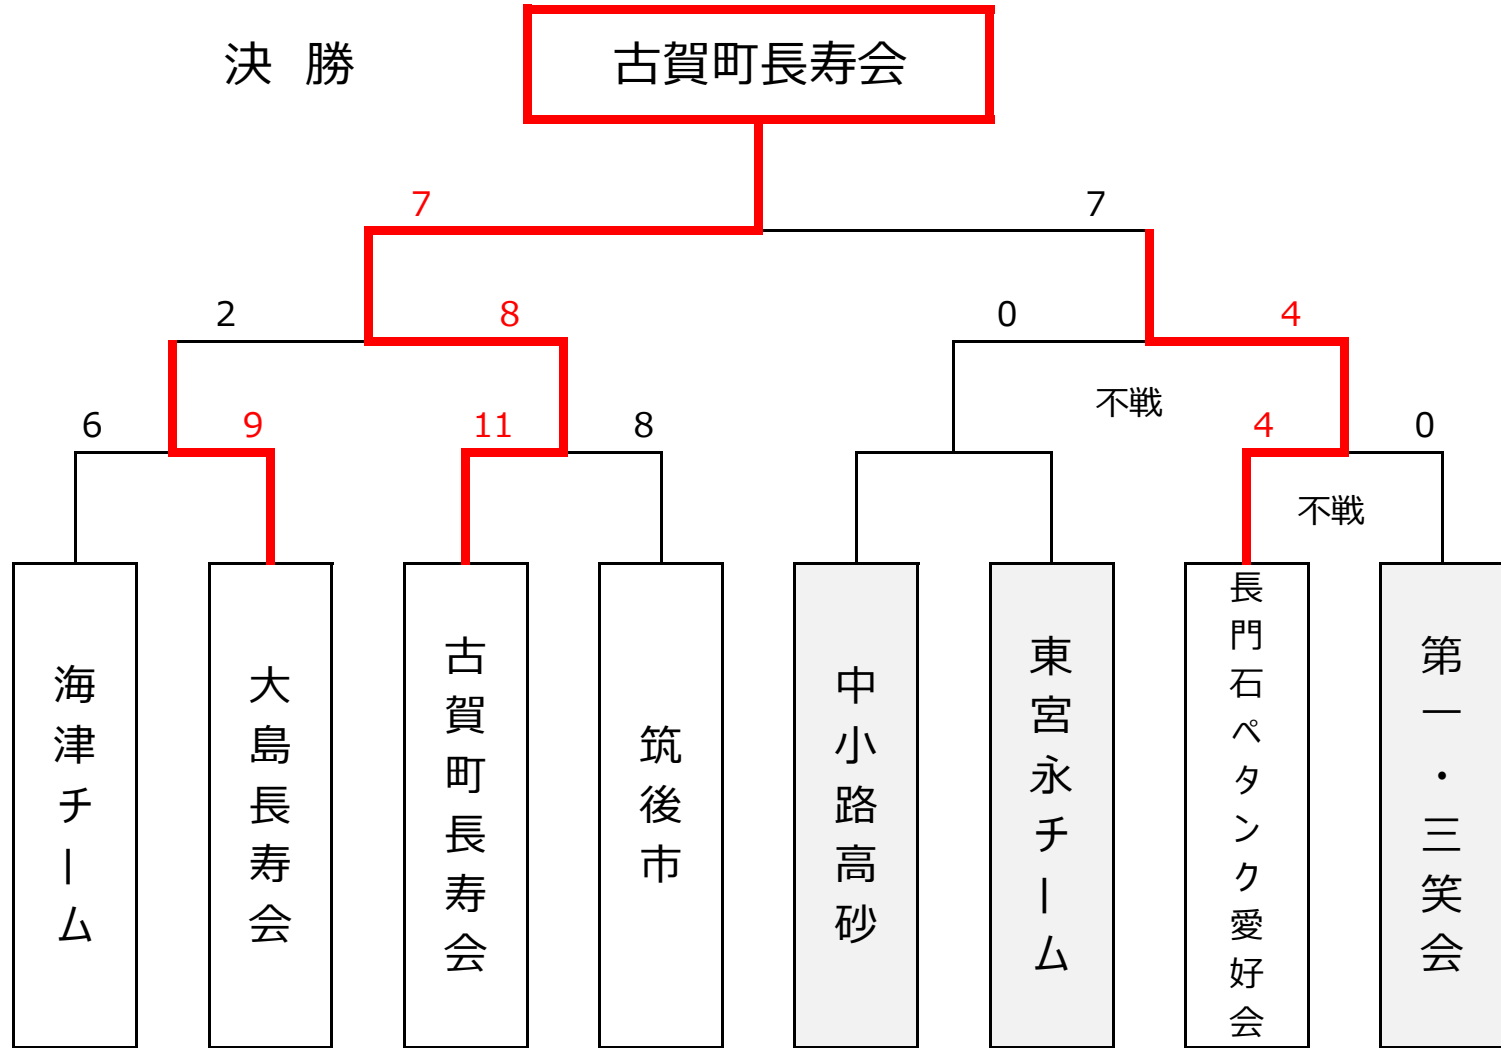 決 勝
古賀町長寿会
7
7
2
8
0
4
不戦
6
9
11
8
4
0
不戦
海津チーム
大島長寿会
古賀町長寿会
筑後市
中小路高砂
東宮永チーム
長門石ペタンク愛好会
第一・三笑会